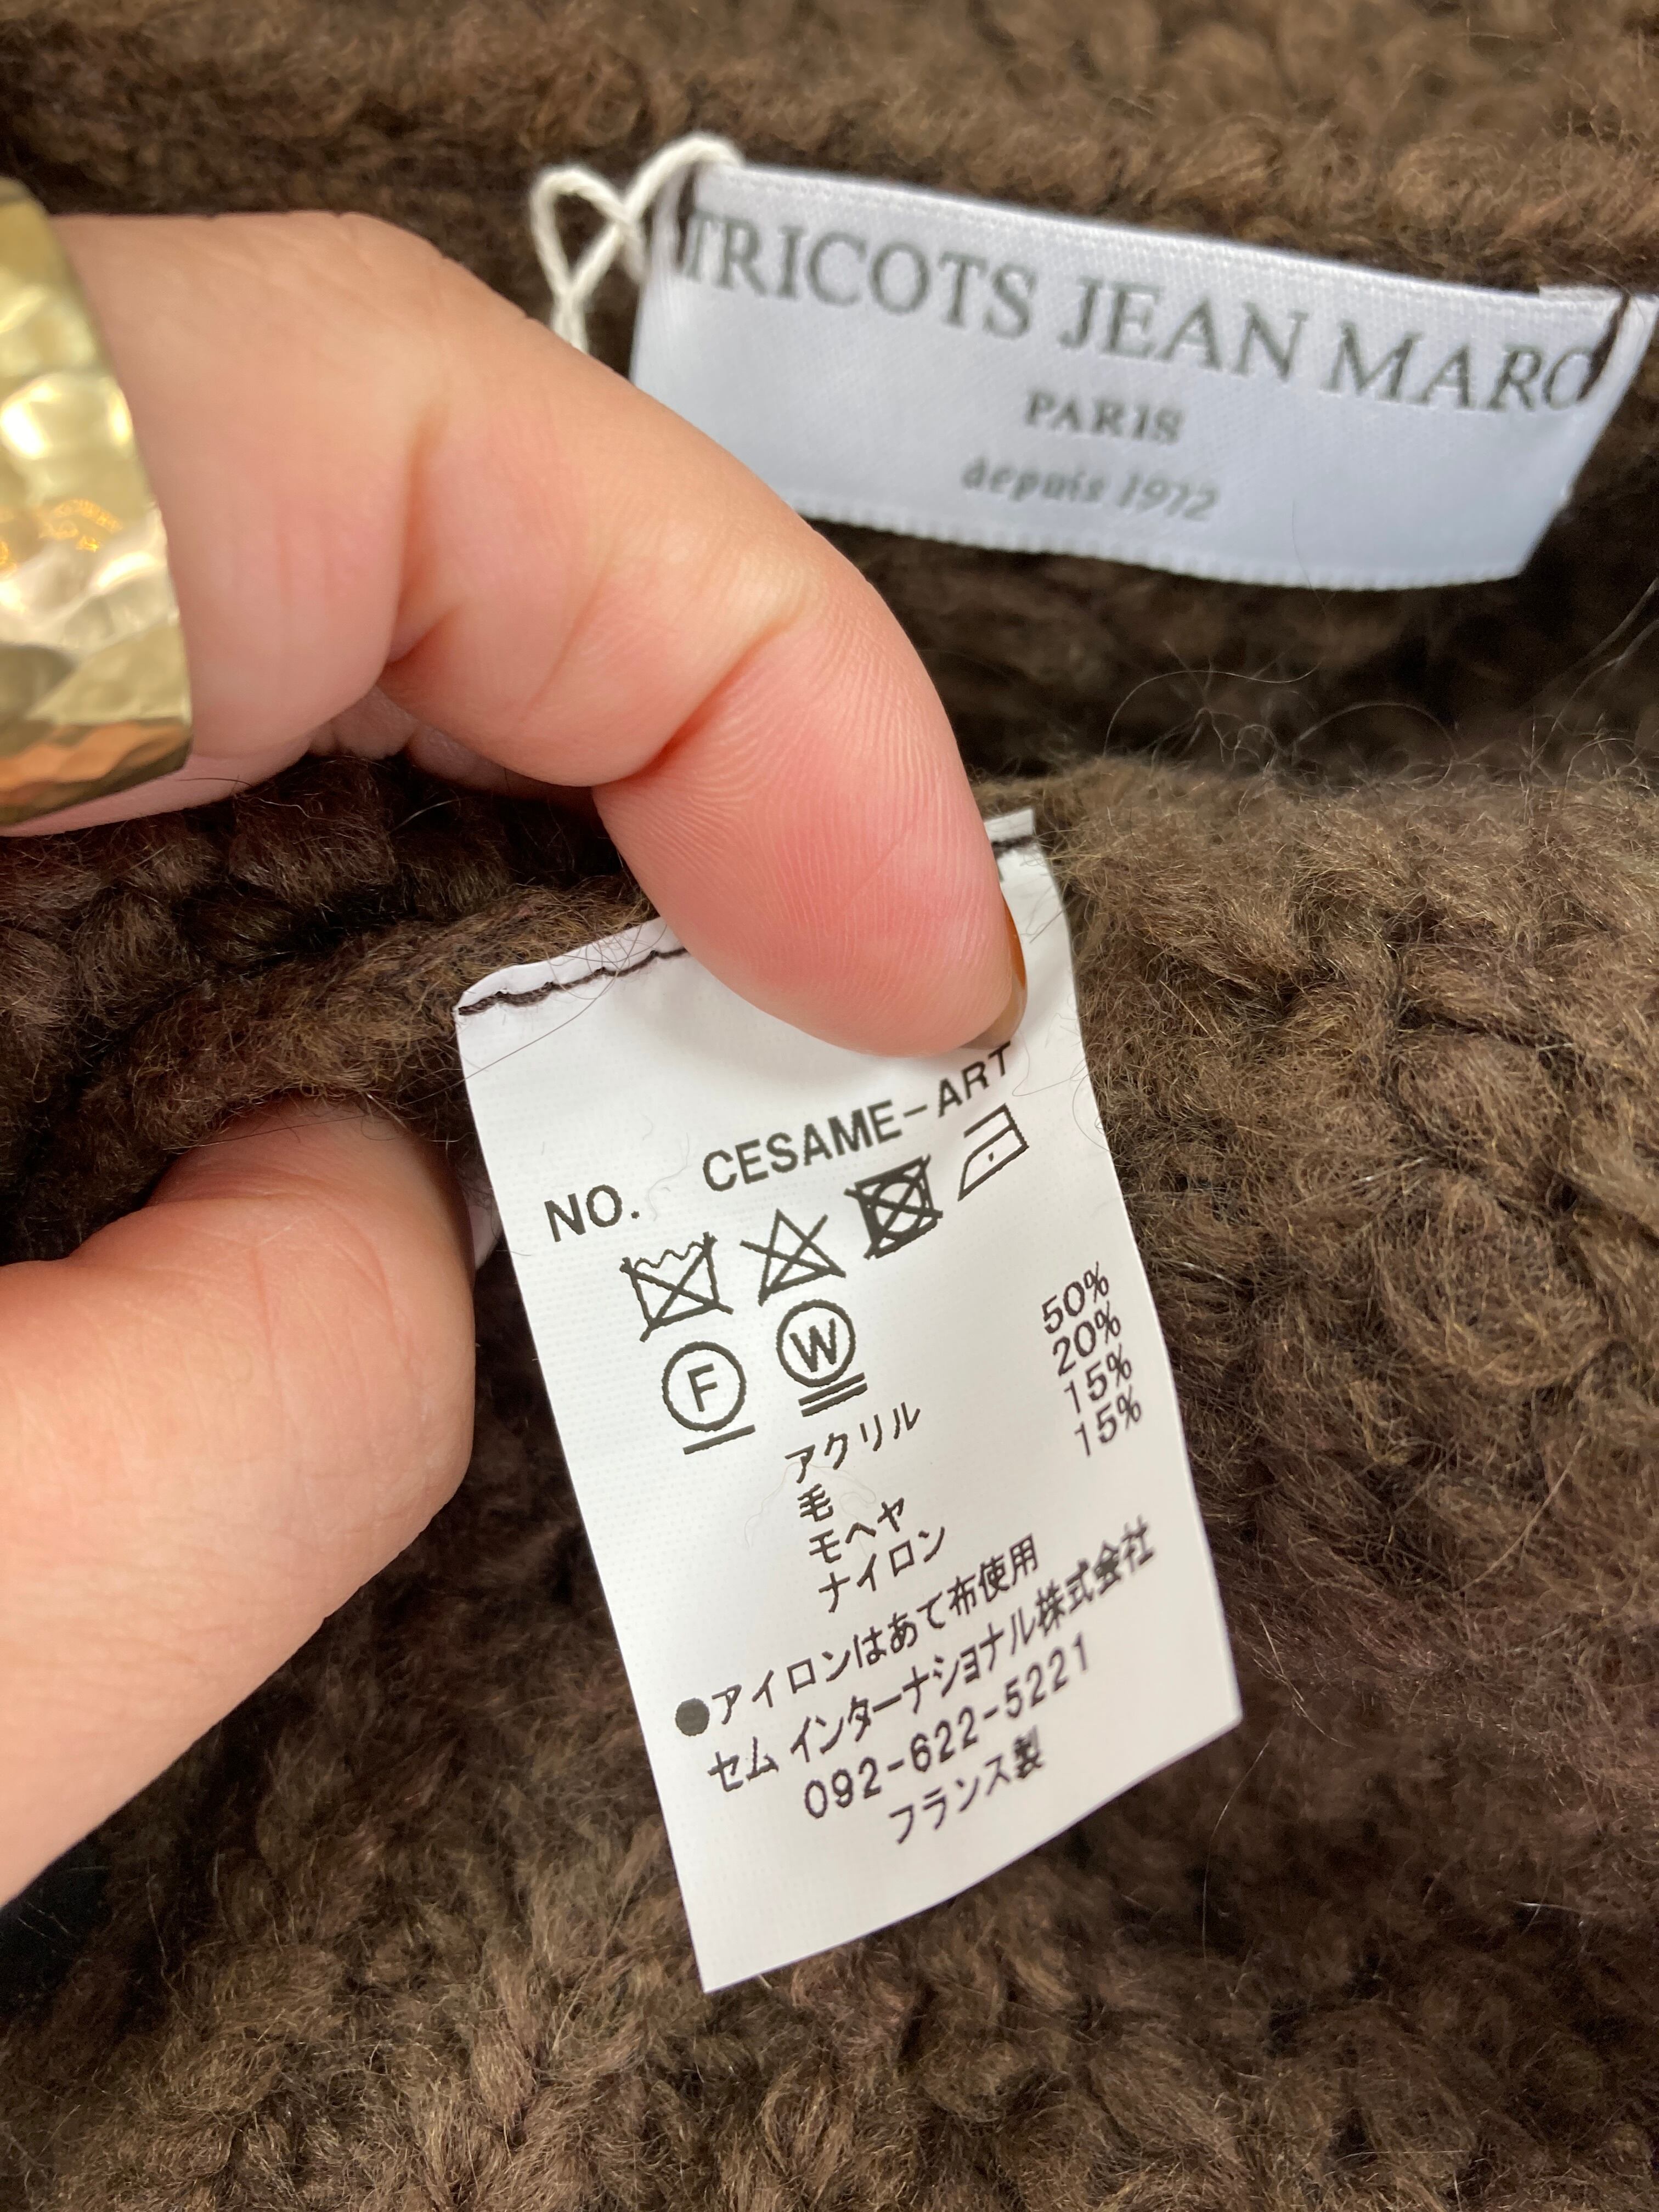 TRICOTS JEAN MARC
PARIS
depuis 1972
NO. CESAME-ART
F W
アクリル 50%
毛 20%
モヘヤ 15%
ナイロン 15%
●アイロンはあて布使用
セム インターナショナル株式会社
092-622-5221
フランス製